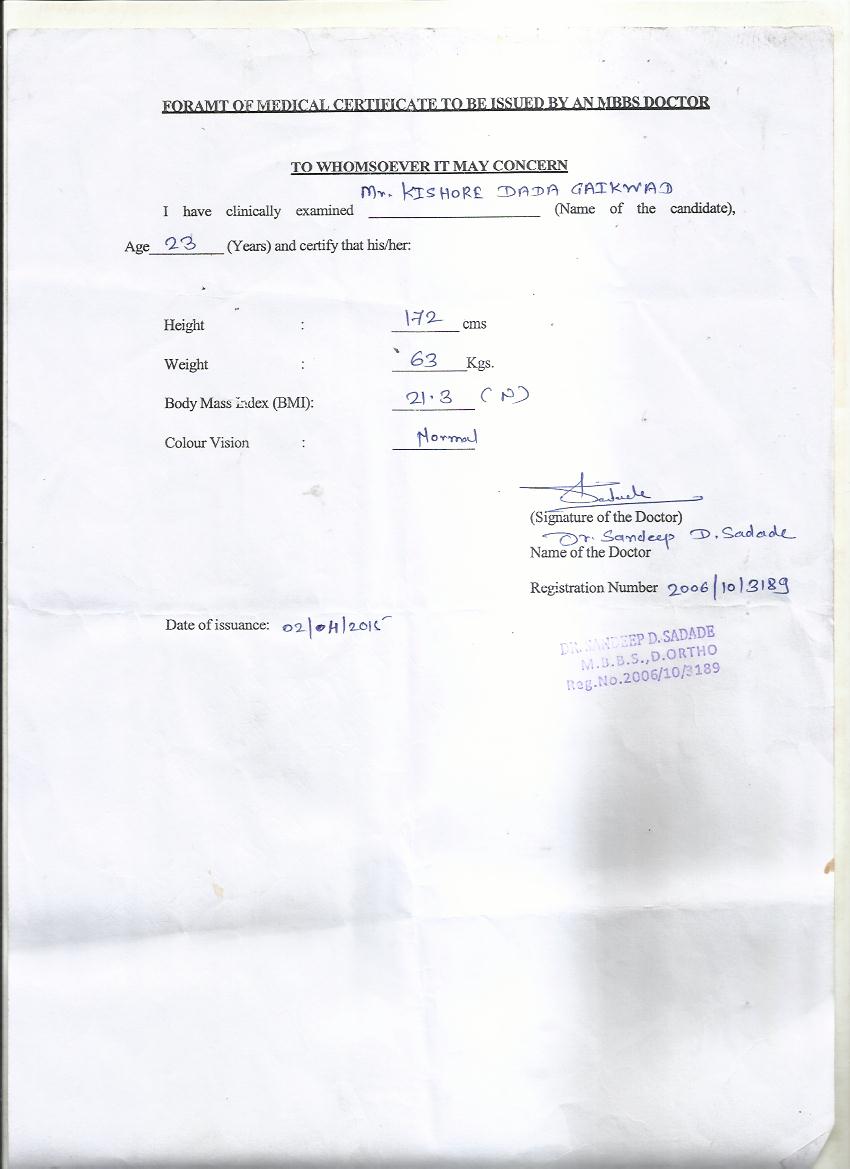 FORAMT OF MEDICAL CERTIFICATE TO BE ISSUED BY AN MBBS DOCTOR
TO WHOMSOEVER IT MAY CONCERN
Mr. KISHORE DADA GAIKWAD
I have clinically examined (Name of the candidate),
Age 23 (Years) and certify that his/her:
Height : 172 cms
Weight : 63 Kgs.
Body Mass Index (BMI): 21.3 (N)
Colour Vision : Normal
Sadade
(Signature of the Doctor)
Dr. Sandeep D. Sadade
Name of the Doctor
Registration Number 2006/10/3189
Date of issuance: 02/04/2015
DR. SANDEEP D. SADADE
M.B.B.S., D.ORTHO
Reg.No.2006/10/3189